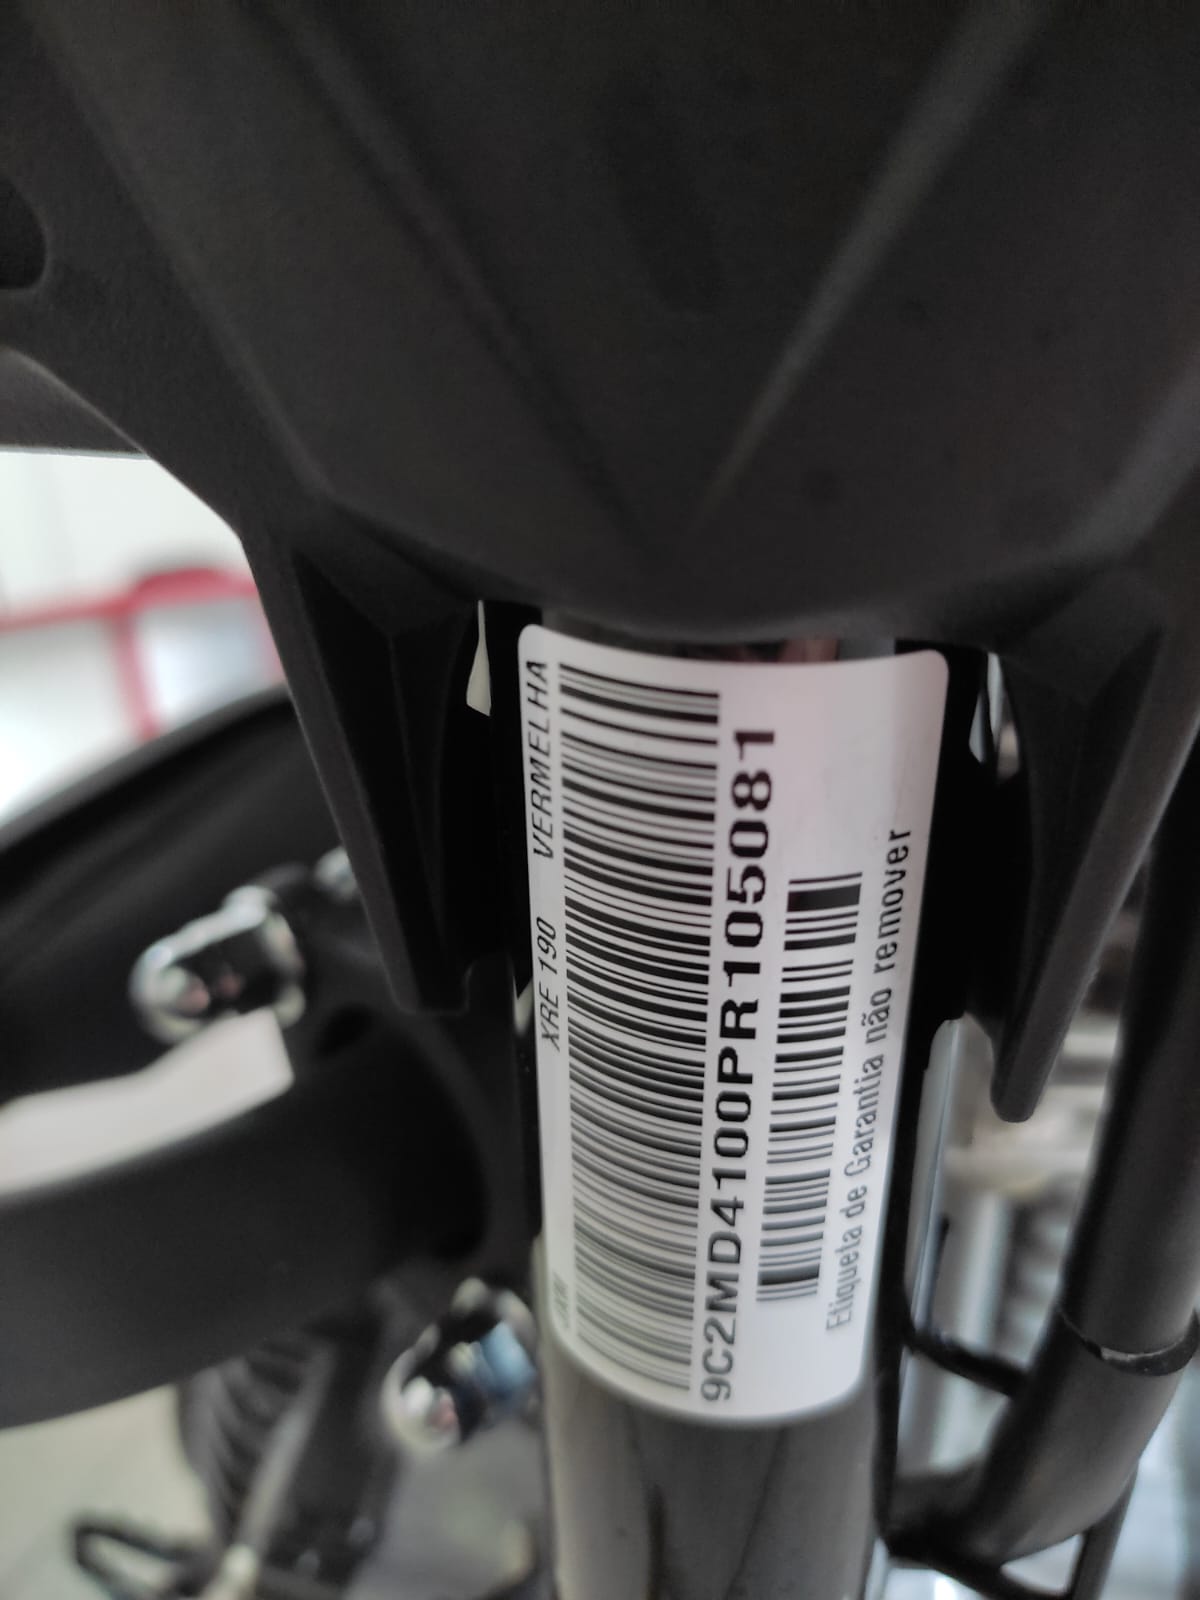 XRE 190 VERMELHA
9C2MD4100PR105081
Etiqueta de Garantia não remover